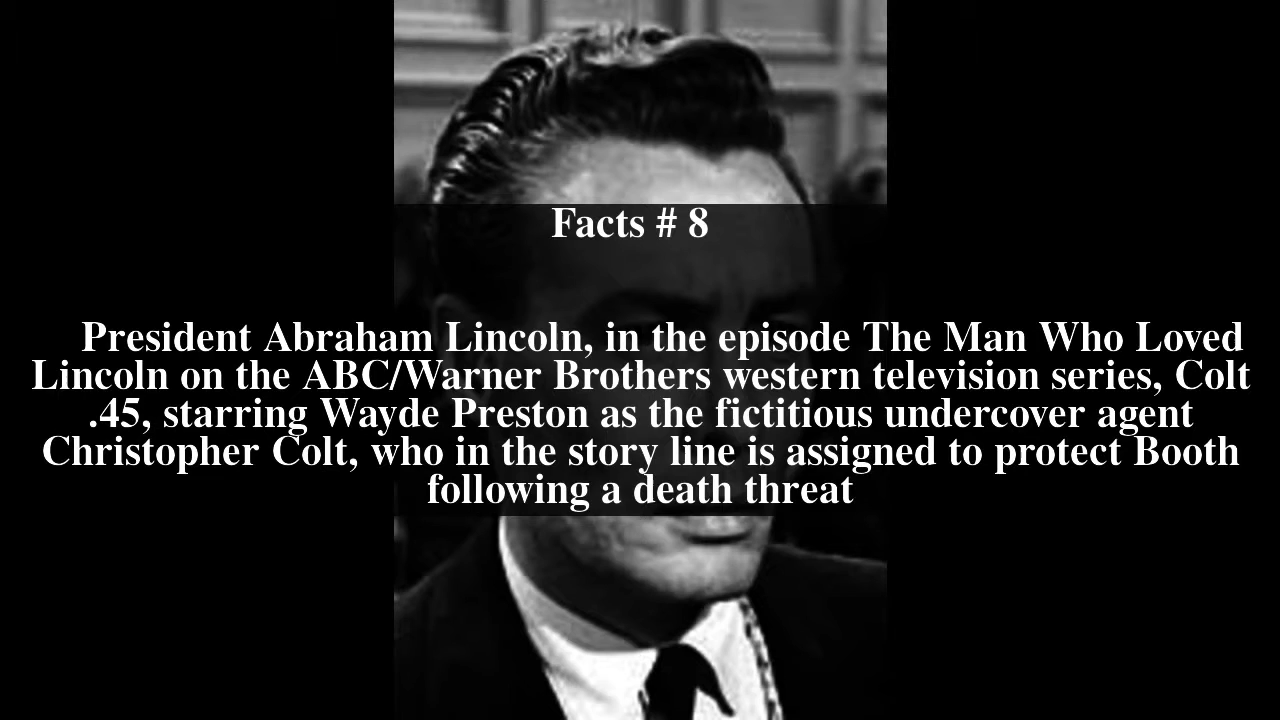 Facts # 8
President Abraham Lincoln, in the episode The Man Who Loved
Lincoln on the ABC/Warner Brothers western television series, Colt
.45, starring Wayde Preston as the fictitious undercover agent
Christopher Colt, who in the story line is assigned to protect Booth
following a death threat